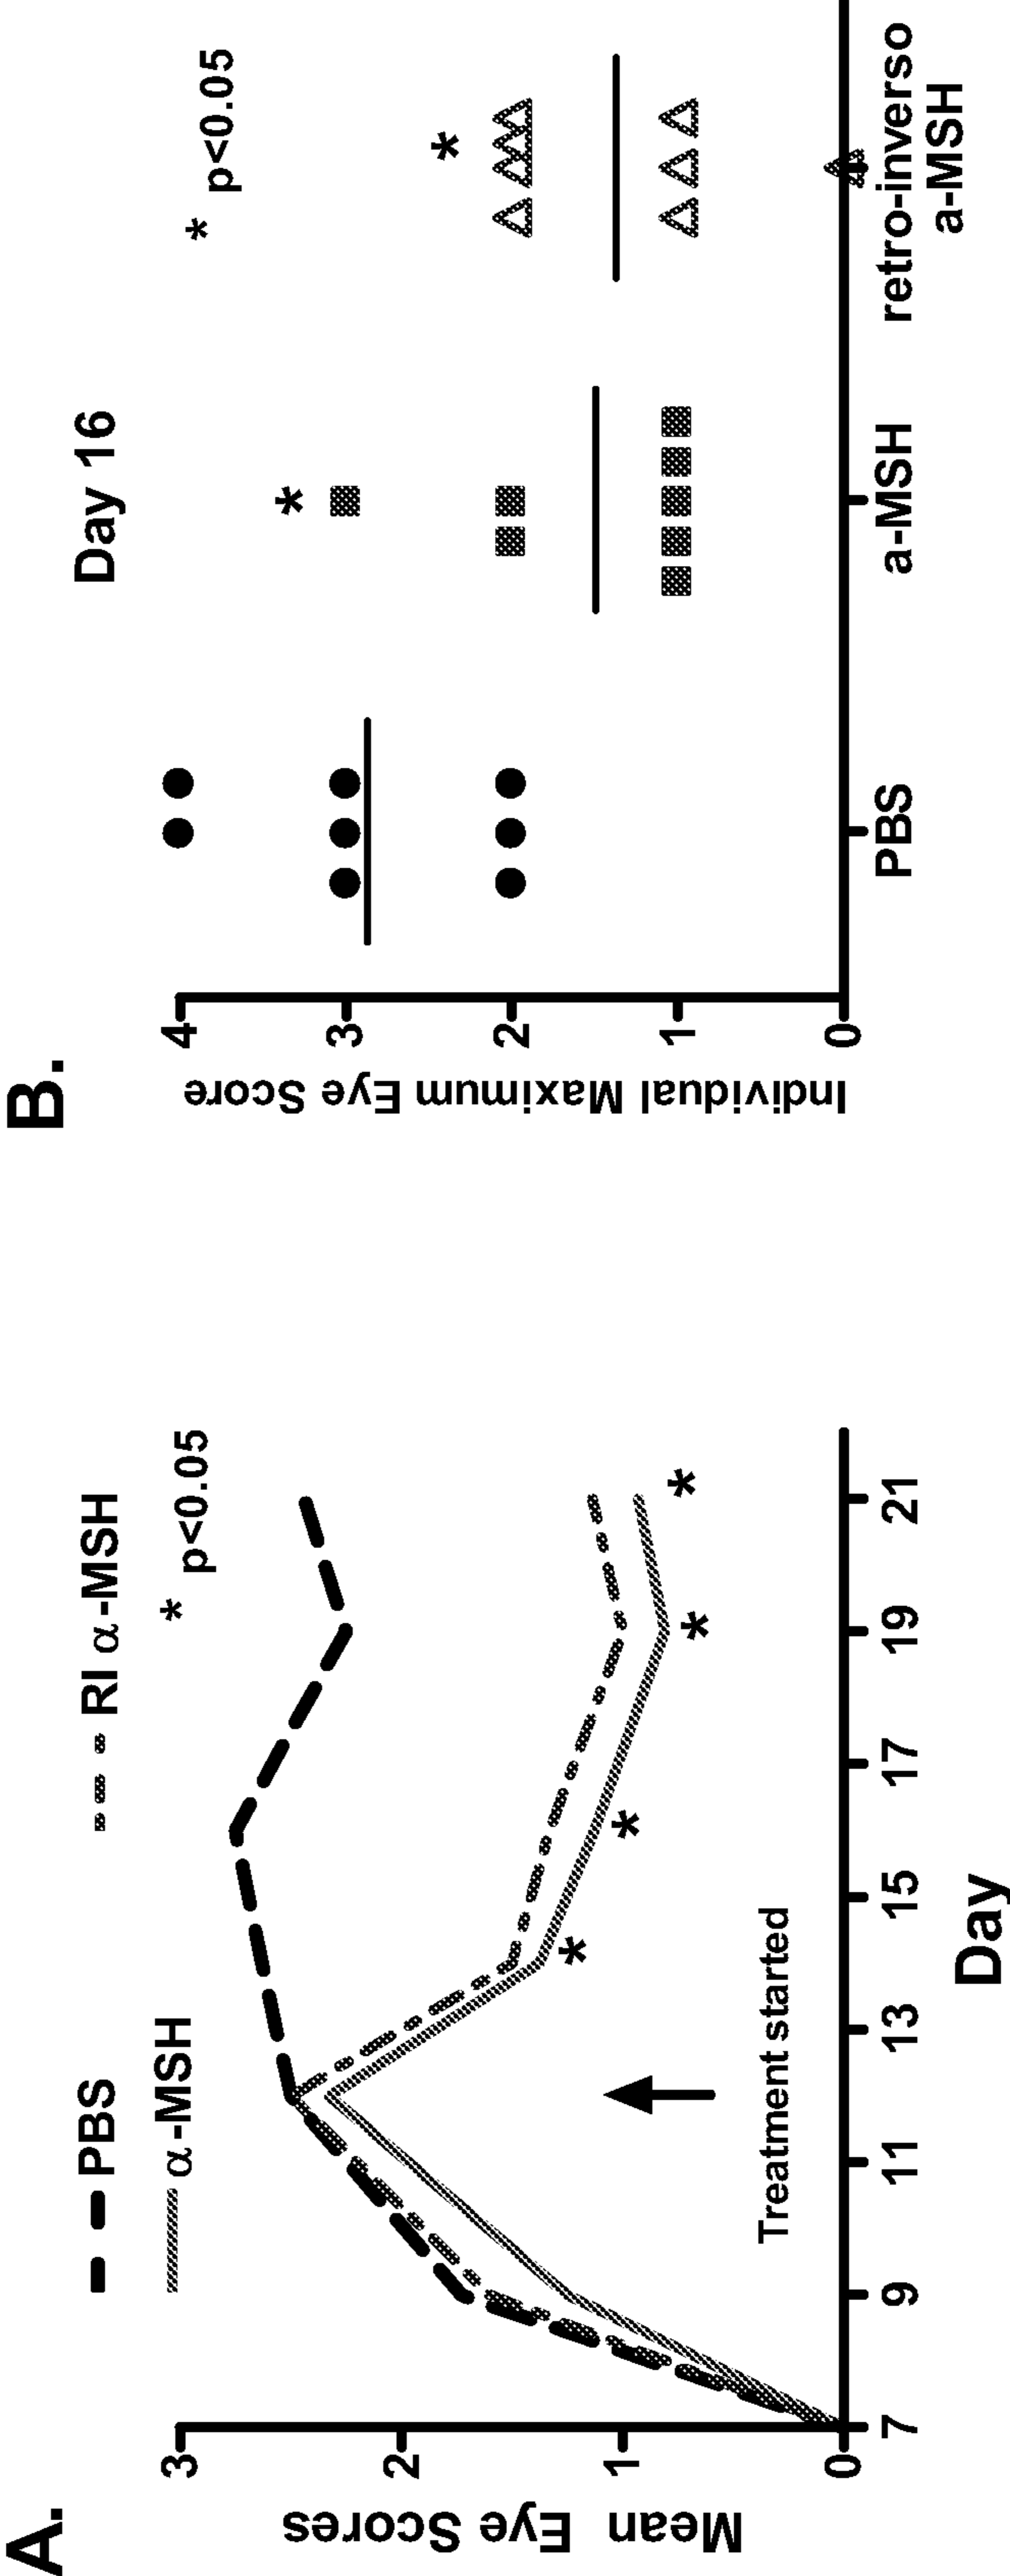 A.
PBS
RI α-MSH
α-MSH
* p<0.05
Mean Eye Scores
3
2
1
0
*
*
*
*
Treatment started
7 9 11 13 15 17 19 21
Day
B.
Day 16
* p<0.05
Individual Maximum Eye Score
4
3
2
1
0
*
*
PBS
a-MSH
retro-inverso
a-MSH